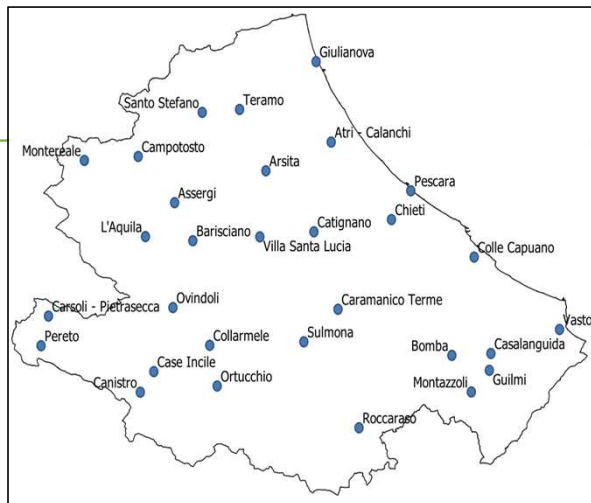 Giulianova
Santo Stefano
Teramo
Atri - Calanchi
Montereale
Campotosto
Arsita
Assergi
Pescara
Chieti
L'Aquila
Barisciano
Villa Santa Lucia
Catignano
Colle Capuano
Carsoli - Pietrasecca
Ovindoli
Caramanico Terme
Vasto
Pereto
Collarmele
Sulmona
Bomba
Casalanguida
Case Incile
Guilmi
Canistro
Ortucchio
Montazzoli
Roccaraso